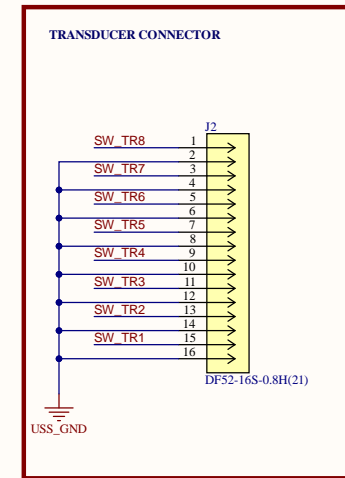 TRANSDUCER CONNECTOR
J2
SW_TR8 1
2
SW_TR7 3
4
SW_TR6 5
6
SW_TR5 7
8
SW_TR4 9
10
SW_TR3 11
12
SW_TR2 13
14
SW_TR1 15
16
DF52-16S-0.8H(21)
USS_GND